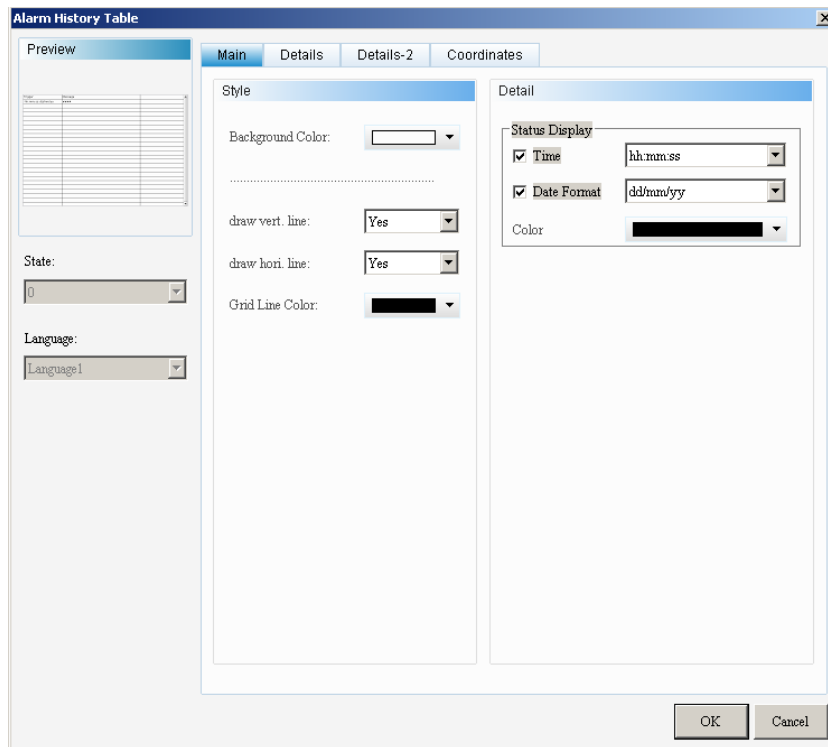 Alarm History Table
Preview
Main Details Details-2 Coordinates
Style
Detail
Background Color:
Status Display
Time hh:mm:ss
Date Format dd/mm/yy
Color
draw vert. line: Yes
draw hori. line: Yes
Grid Line Color:
State:
0
Language:
Language1
OK Cancel